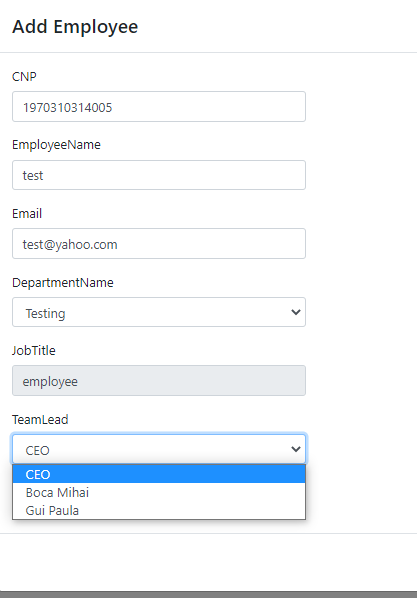 Add Employee
CNP
1970310314005
EmployeeName
test
Email
test@yahoo.com
DepartmentName
Testing
JobTitle
employee
TeamLead
CEO
CEO
Boca Mihai
Gui Paula